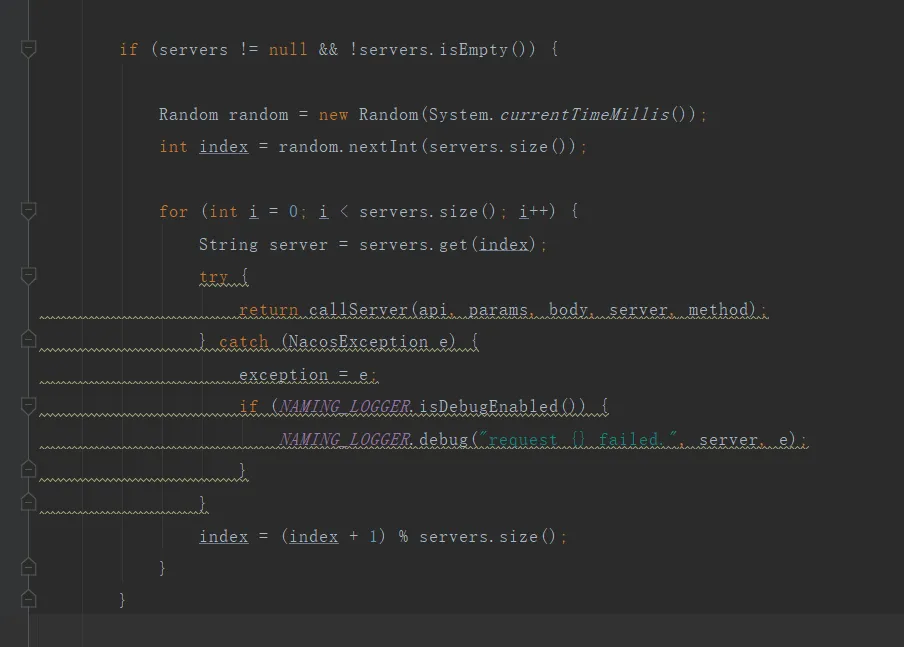 if (servers != null && !servers.isEmpty()) {
Random random = new Random(System.currentTimeMillis());
int index = random.nextInt(servers.size());
for (int i = 0; i < servers.size(); i++) {
String server = servers.get(index);
try {
return callServer(api, params, body, server, method);
} catch (NacosException e) {
exception = e;
if (NAMING_LOGGER.isDebugEnabled()) {
NAMING_LOGGER.debug("request {} failed.", server, e);
}
}
index = (index + 1) % servers.size();
}
}